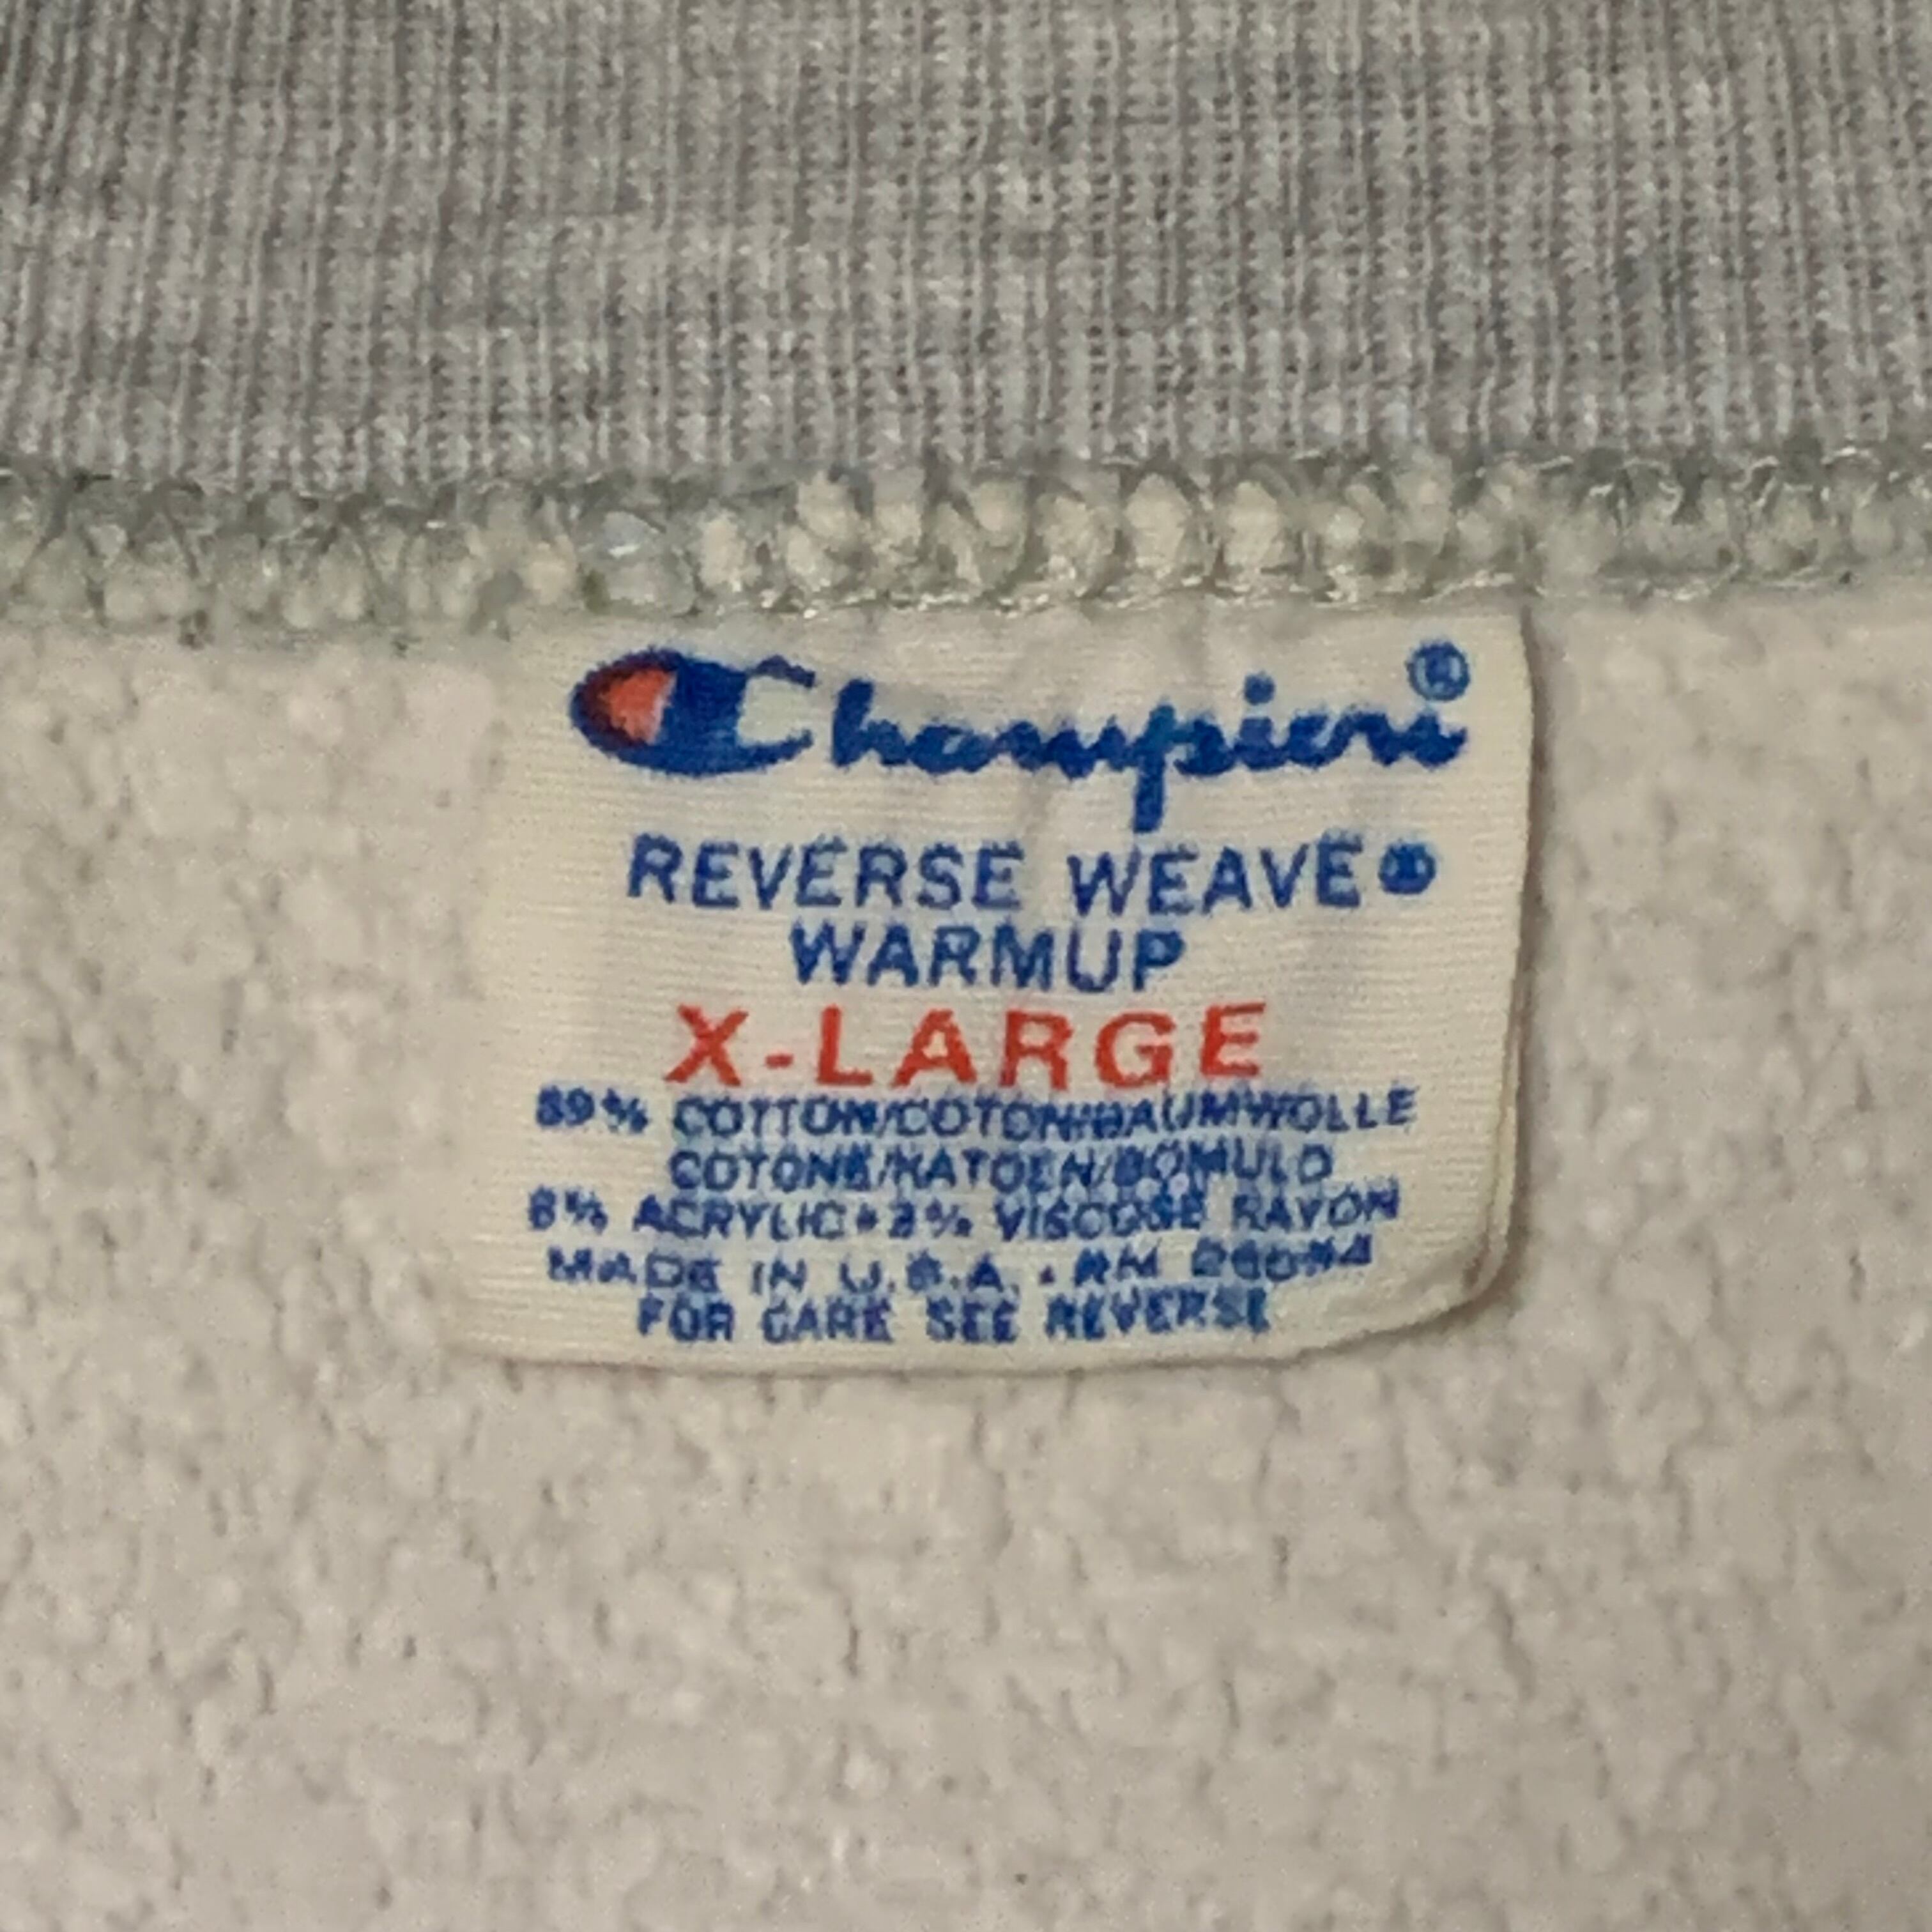 Champion®
REVERSE WEAVE®
WARMUP
X-LARGE
89% COTTON/COTON/BAUMWOLLE
COTONE/KATOEN/BOMULD
8% ACRYLIC • 3% VISCOSE RAYON
MADE IN U.S.A. • RN
FOR CARE SEE REVERSE